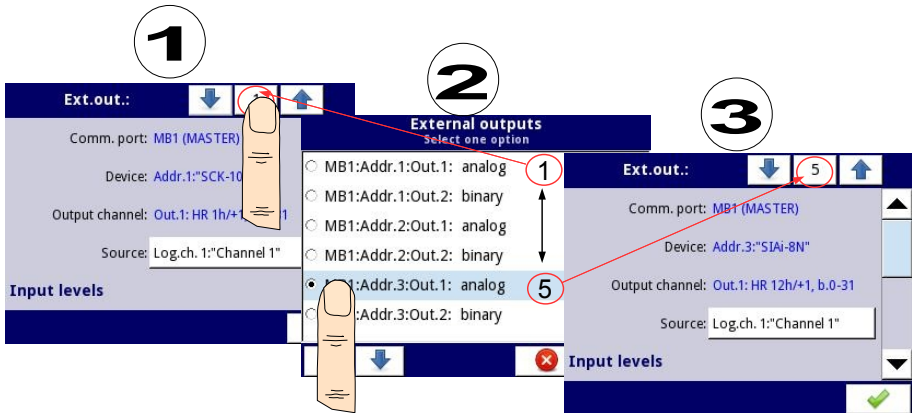 1
Ext.out.:
Comm. port: MB1 (MASTER)
Device: Addr.1:"SCK-10
Output channel: Out.1: HR 1h/+1
Source: Log.ch. 1:"Channel 1"
Input levels
2
External outputs
Select one option
MB1:Addr.1:Out.1: analog
MB1:Addr.1:Out.2: binary
MB1:Addr.2:Out.1: analog
MB1:Addr.2:Out.2: binary
MB1:Addr.3:Out.1: analog
:Addr.3:Out.2: binary
1
5
3
Ext.out.: 5
Comm. port: MB1 (MASTER)
Device: Addr.3:"SIAi-8N"
Output channel: Out.1: HR 12h/+1, b.0-31
Source: Log.ch. 1:"Channel 1"
Input levels